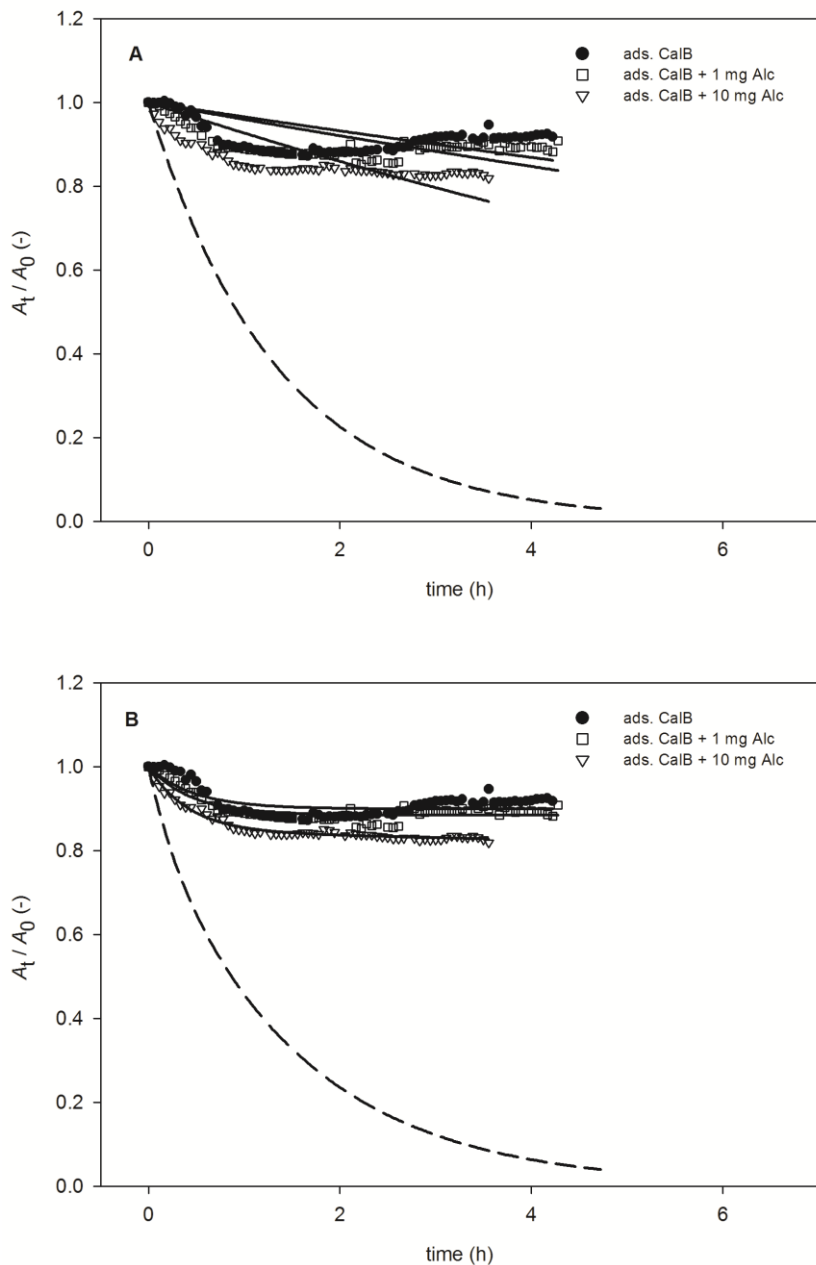 1.2
A
ads. CalB
ads. CalB + 1 mg Alc
ads. CalB + 10 mg Alc
1.0
0.8
0.6
0.4
0.2
0.0
At / A0 (-)
0
2
4
6
time (h)
1.2
B
ads. CalB
ads. CalB + 1 mg Alc
ads. CalB + 10 mg Alc
1.0
0.8
0.6
0.4
0.2
0.0
At / A0 (-)
0
2
4
6
time (h)